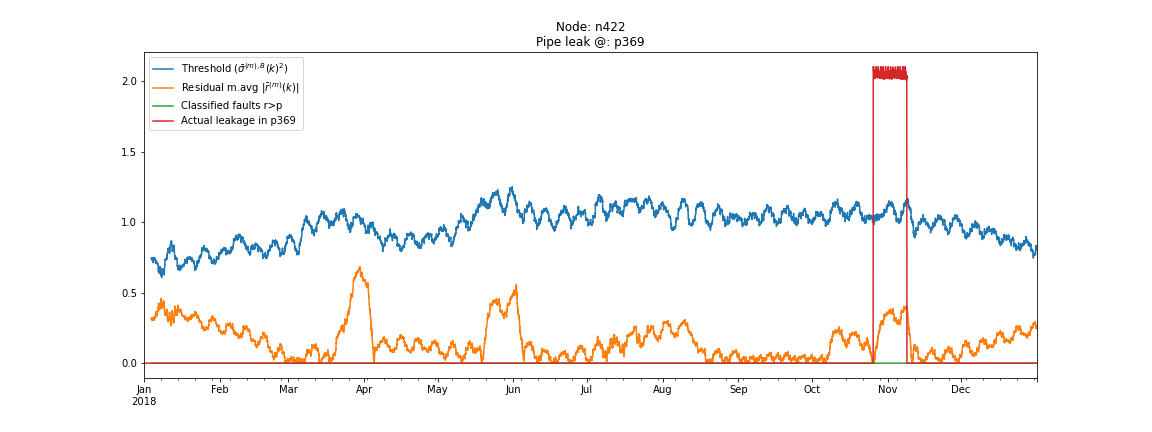 Node: n422
Pipe leak @: p369
Threshold (σ̄⁽ᵐ⁾˒ᴮ(k)²)
Residual m.avg |r̄⁽ᵐ⁾(k)|
Classified faults r>p
Actual leakage in p369
2.0
1.5
1.0
0.5
0.0
Jan Feb Mar Apr May Jun Jul Aug Sep Oct Nov Dec
2018